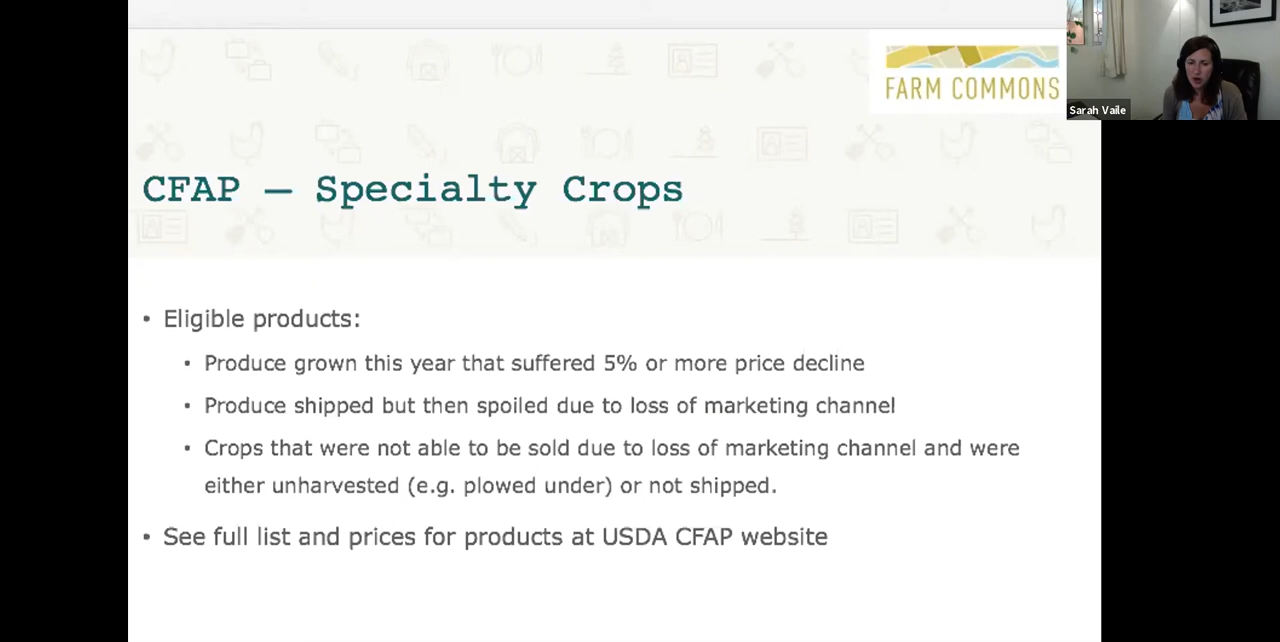 FARM COMMONS
Sarah Vaile
CFAP – Specialty Crops
• Eligible products:
• Produce grown this year that suffered 5% or more price decline
• Produce shipped but then spoiled due to loss of marketing channel
• Crops that were not able to be sold due to loss of marketing channel and were
either unharvested (e.g. plowed under) or not shipped.
• See full list and prices for products at USDA CFAP website